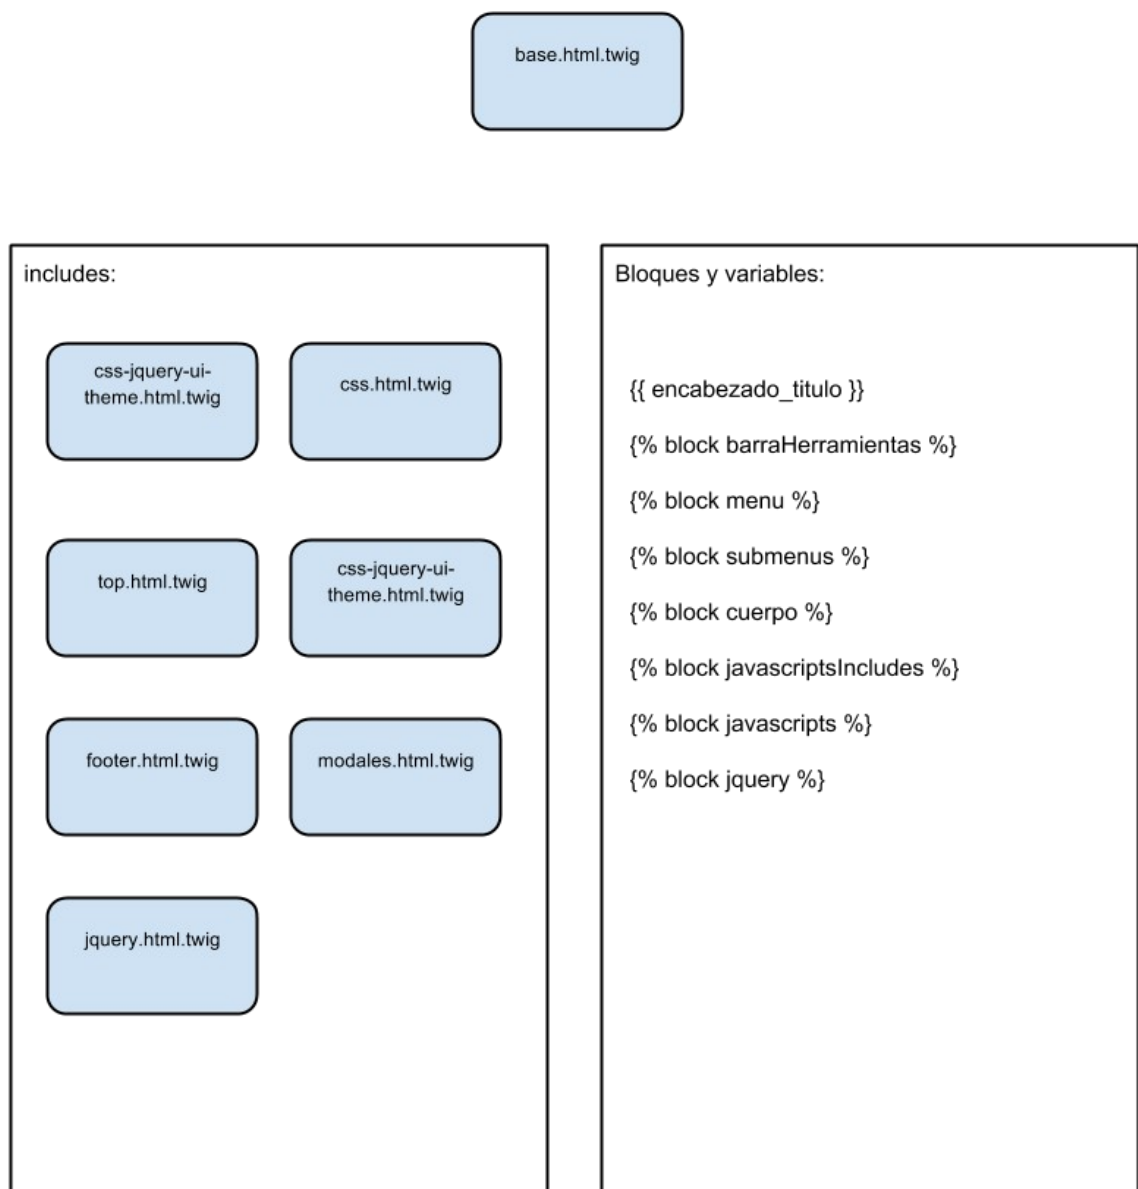 base.html.twig
includes:
css-jquery-ui-
theme.html.twig
css.html.twig
top.html.twig
css-jquery-ui-
theme.html.twig
footer.html.twig
modales.html.twig
jquery.html.twig
Bloques y variables:
{{ encabezado_titulo }}
{% block barraHerramientas %}
{% block menu %}
{% block submenus %}
{% block cuerpo %}
{% block javascriptsIncludes %}
{% block javascripts %}
{% block jquery %}